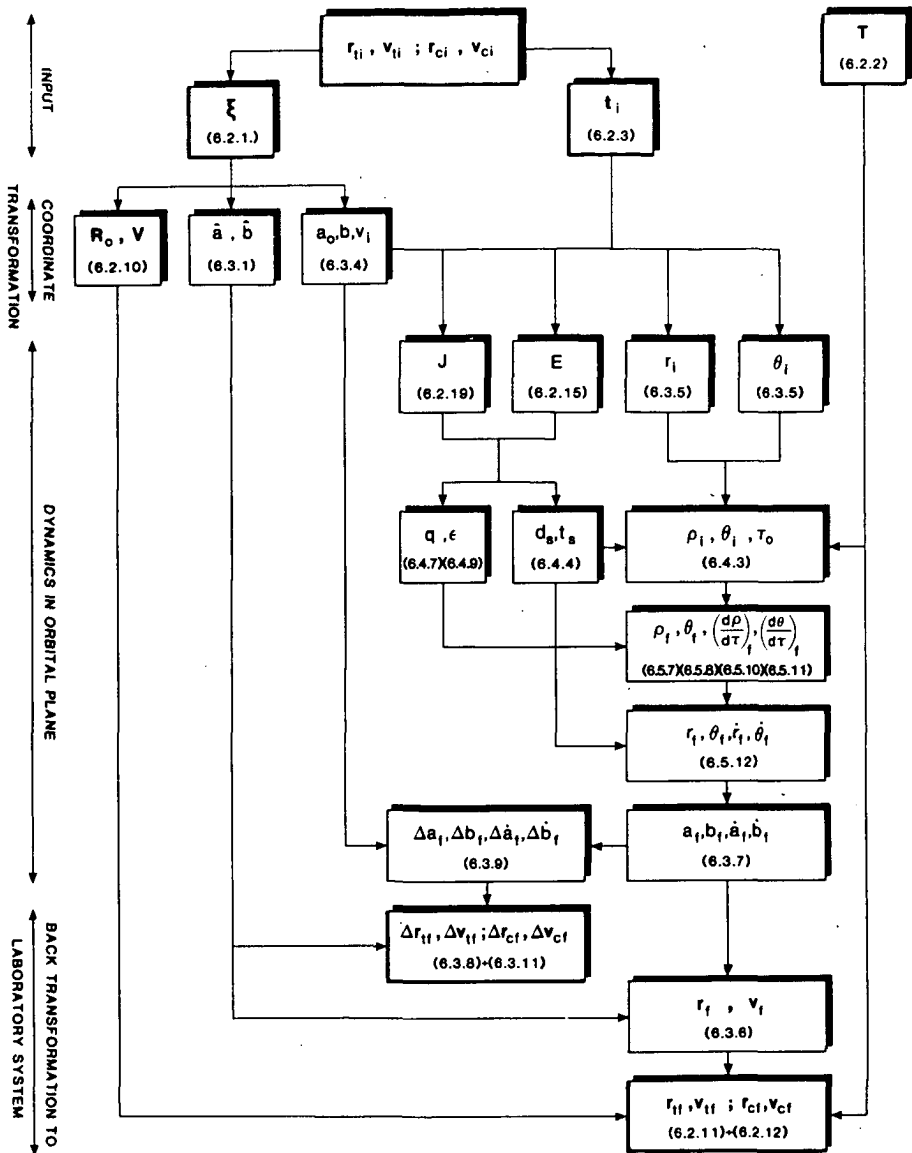 INPUT
r_ti , v_ti ; r_ci , v_ci
T
(6.2.2)
ξ
(6.2.1.)
t_i
(6.2.3)
COORDINATE
TRANSFORMATION
R_o , V
(6.2.10)
â , b̂
(6.3.1)
a_o,b,v_i
(6.3.4)
DYNAMICS IN ORBITAL PLANE
J
(6.2.19)
E
(6.2.15)
r_i
(6.3.5)
θ_i
(6.3.5)
q ,ϵ
(6.4.7)(6.4.9)
d_s,t_s
(6.4.4)
ρ_i , θ_i , τ_o
(6.4.3)
ρ_f , θ_f , (dρ/dτ)_f , (dθ/dτ)_f
(6.5.7)(6.5.8)(6.5.10)(6.5.11)
r_f , θ_f,ṙ_f,θ̇_f
(6.5.12)
Δa_f,Δb_f,Δȧ_f,Δḃ_f
(6.3.9)
a_f,b_f,ȧ_f,ḃ_f
(6.3.7)
BACK TRANSFORMATION TO
LABORATORY SYSTEM
Δr_tf,Δv_tf;Δr_cf,Δv_cf
(6.3.8)÷(6.3.11)
r_f , v_f
(6.3.6)
r_tf,v_tf ; r_cf,v_cf
(6.2.11)÷(6.2.12)